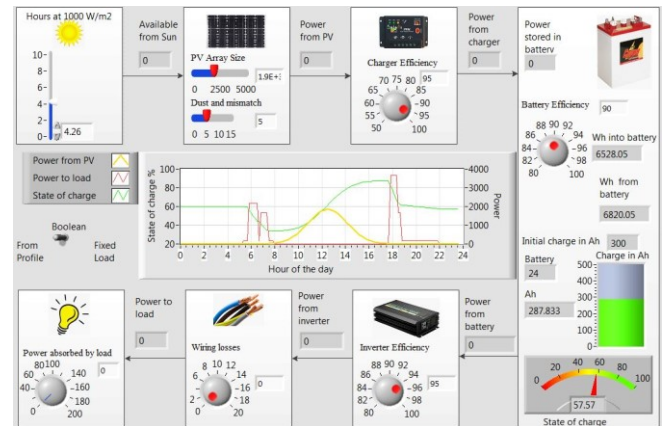 Hours at 1000 W/m2
10-
6-
4-
2-
0-
4.26
Available
from Sun
0
PV Array Size
0 2500 5000
1.9E+3
Dust and mismatch
0 5 10 15
5
Power
from PV
0
Charger Efficiency
50 55 60 65 70 75 80 85 90 95 100
95
Power
from
charger
0
Power
stored in
battery
0
Battery Efficiency
80 82 84 86 88 90 92 94 96 98 100
90
Wh into battery
6528.05
Wh from
battery
6820.05
Power from PV
Power to load
State of charge
Boolean
From
Profile
Fixed
Load
State of charge %
100-
80-
60-
40-
20-
0 2 4 6 8 10 12 14 16 18 20 22 24
Hour of the day
4000
3000
2000
1000
0
Power
Initial charge in Ah 300
Battery
24
Ah
287.833
Charge in Ah
500-
400-
300-
200-
100-
0-
0 20 40 60 80 100
57.57
State of charge
Power absorbed by load
0 20 40 60 80 100 140 160 180 200
0
Power to
load
0
Wiring losses
0 2 4 6 8 10 12 14 16 18 20
0
Power
from
inverter
0
Inverter Efficiency
80 82 84 86 88 90 92 94 96 98 100
95
Power
from
battery
0